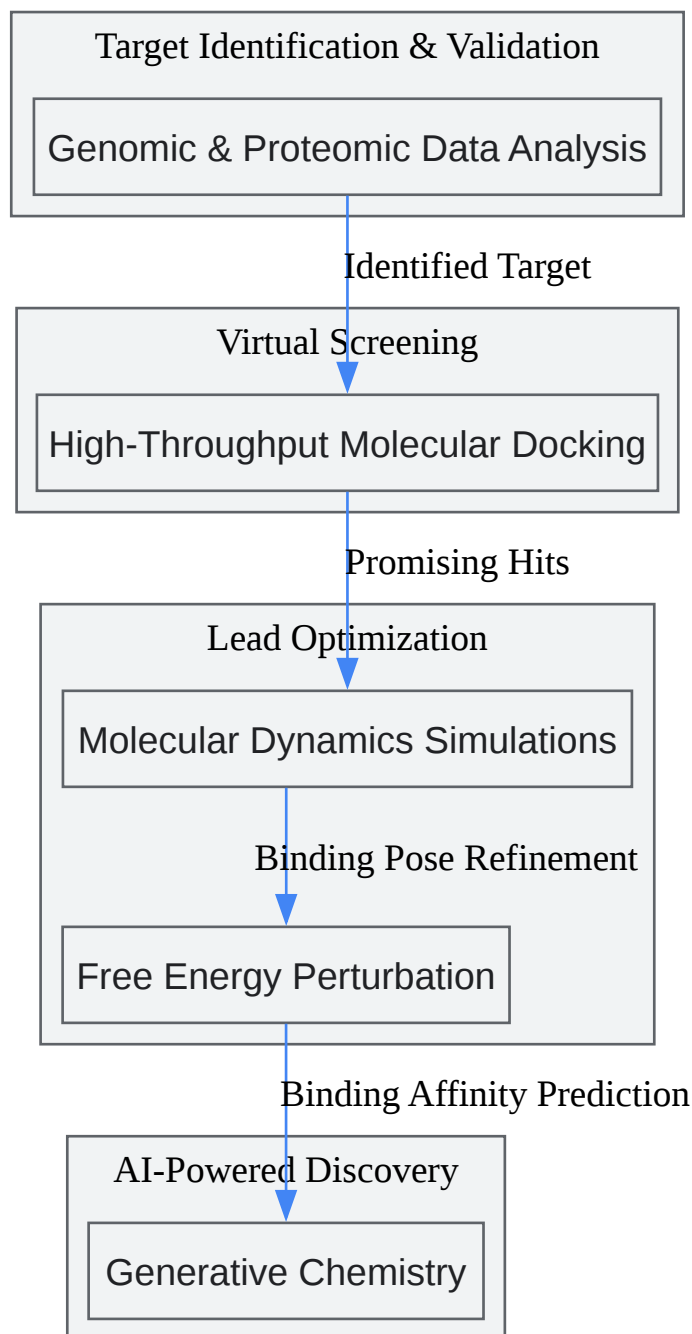 Target Identification & Validation
Genomic & Proteomic Data Analysis
Identified Target
Virtual Screening
High-Throughput Molecular Docking
Promising Hits
Lead Optimization
Molecular Dynamics Simulations
Binding Pose Refinement
Free Energy Perturbation
Binding Affinity Prediction
AI-Powered Discovery
Generative Chemistry